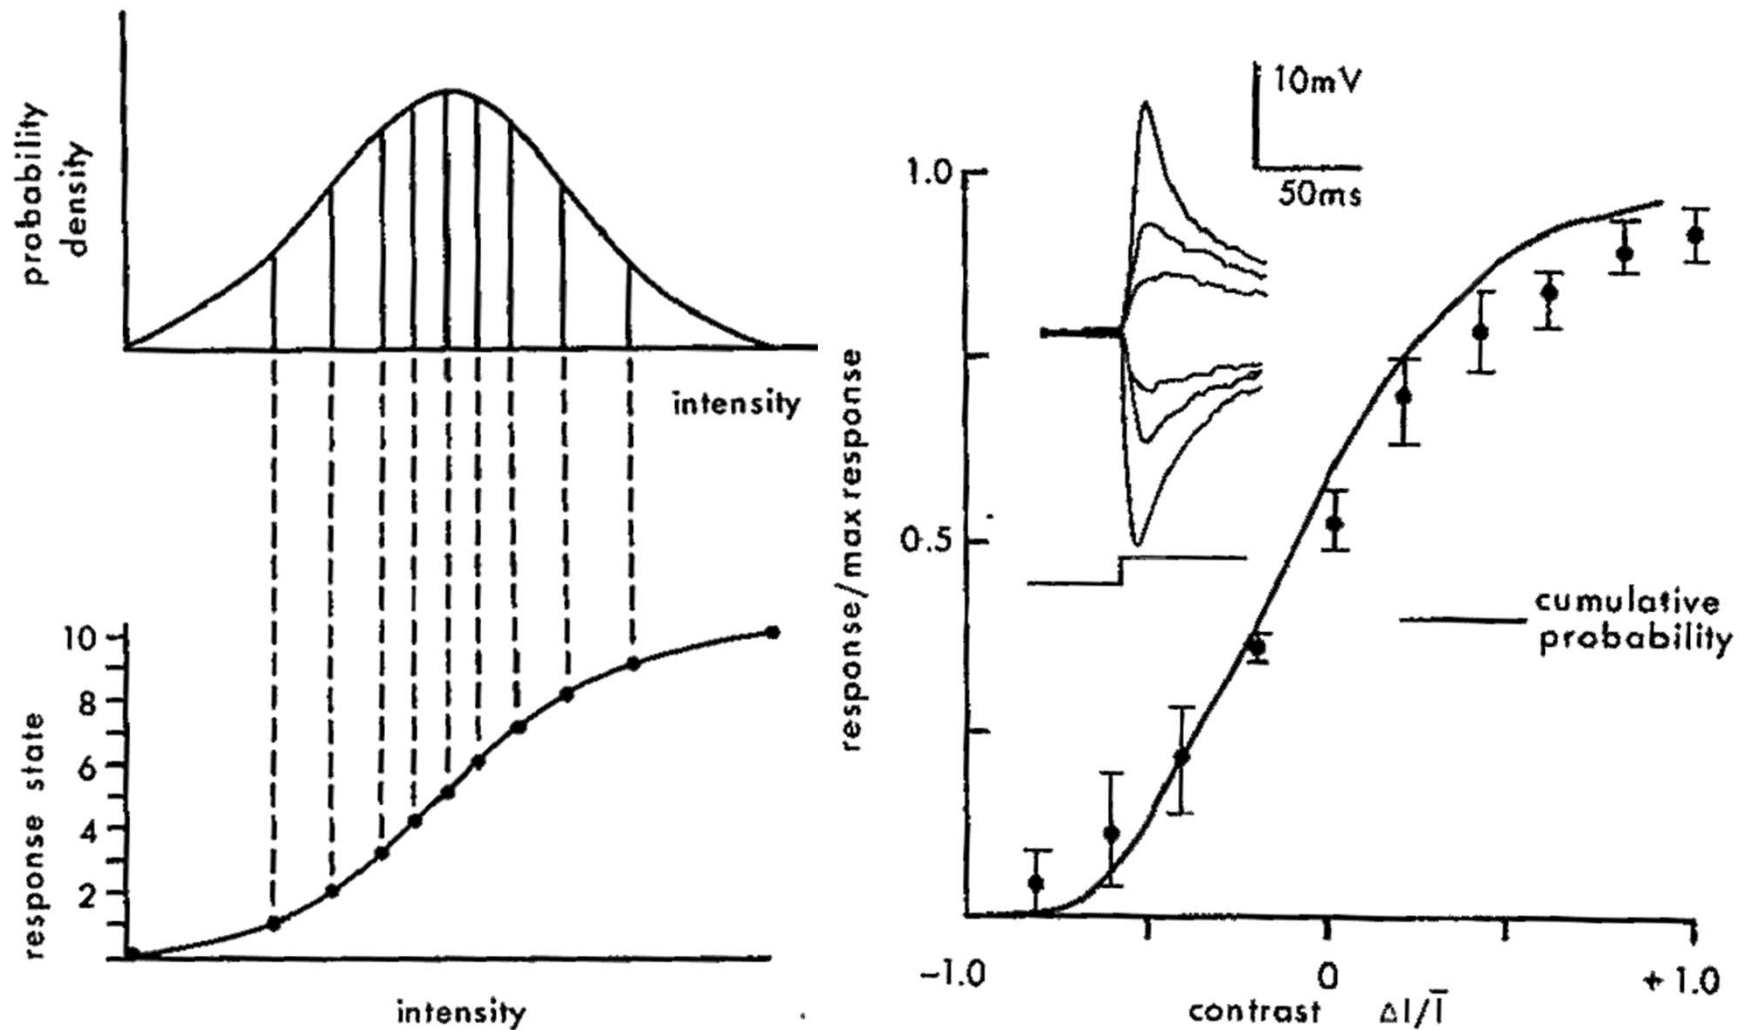 probability
density
intensity
10
8
6
4
2
response state
intensity
10mV
50ms
1.0
0.5
response/max response
cumulative
probability
-1.0
0
+1.0
contrast ΔI/Ī